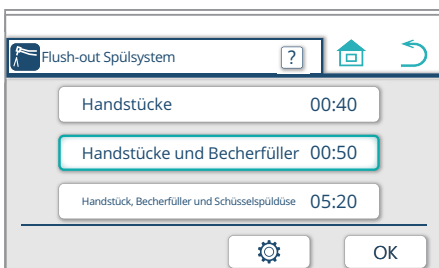 Flush-out Spülsystem ?
Handstücke 00:40
Handstücke und Becherfüller 00:50
Handstück, Becherfüller und Schüsselspüldüse 05:20
OK